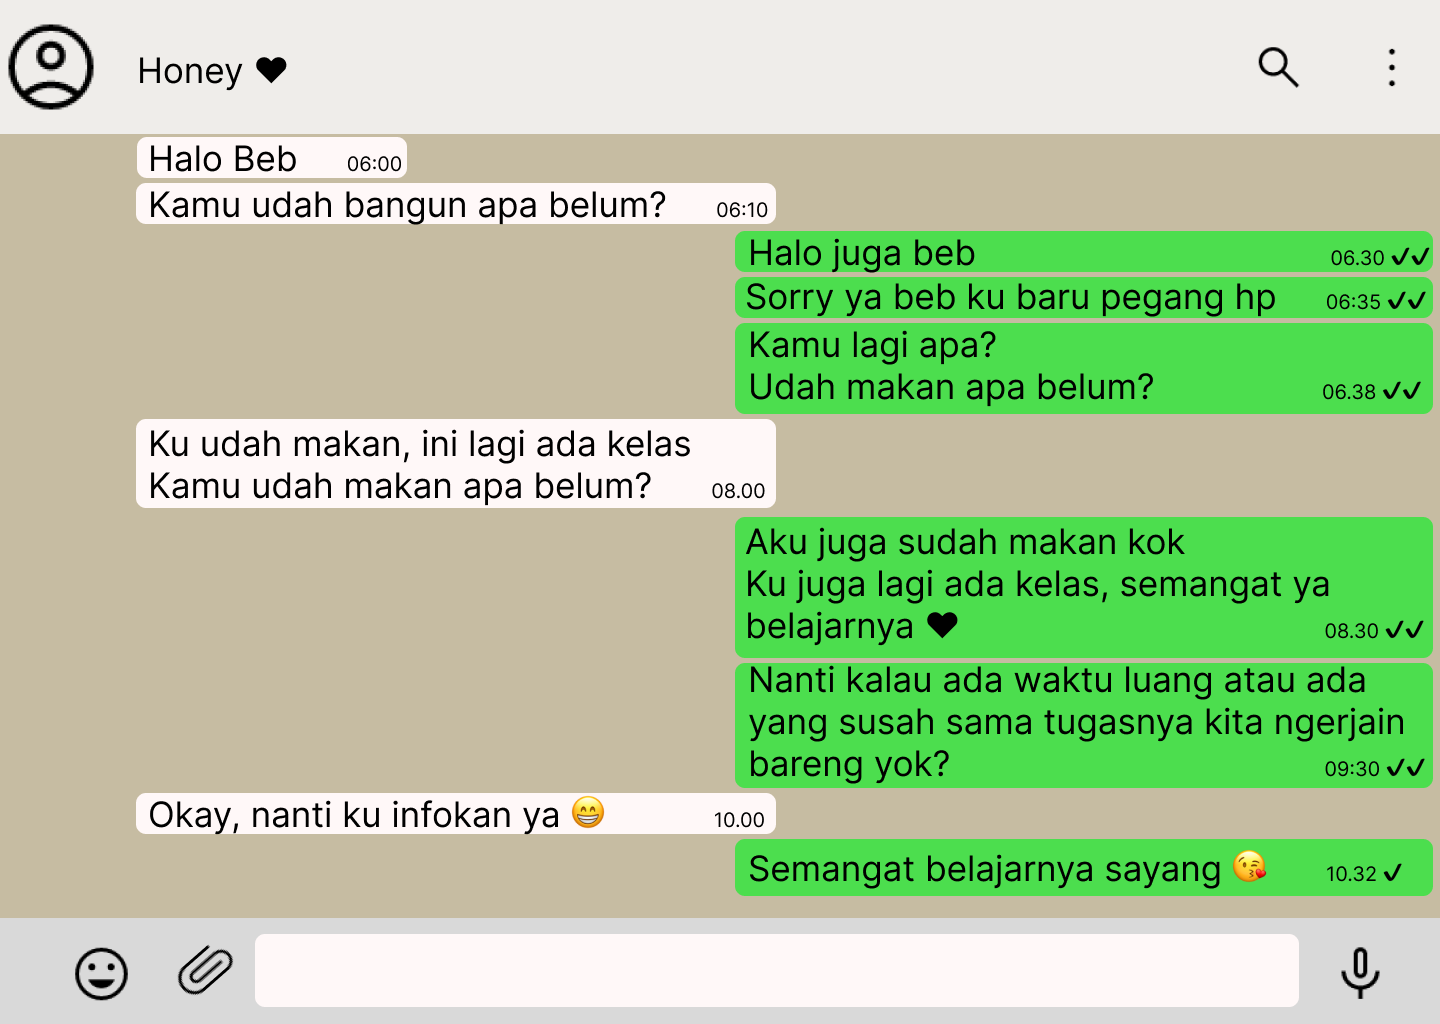 Honey ♥
Halo Beb 06:00
Kamu udah bangun apa belum? 06:10
Halo juga beb 06.30 ✔✔
Sorry ya beb ku baru pegang hp 06:35 ✔✔
Kamu lagi apa?
Udah makan apa belum? 06.38 ✔✔
Ku udah makan, ini lagi ada kelas
Kamu udah makan apa belum? 08.00
Aku juga sudah makan kok
Ku juga lagi ada kelas, semangat ya
belajarnya ♥ 08.30 ✔✔
Nanti kalau ada waktu luang atau ada
yang susah sama tugasnya kita ngerjain
bareng yok? 09:30 ✔✔
Okay, nanti ku infokan ya 😁 10.00
Semangat belajarnya sayang 😘 10.32 ✔